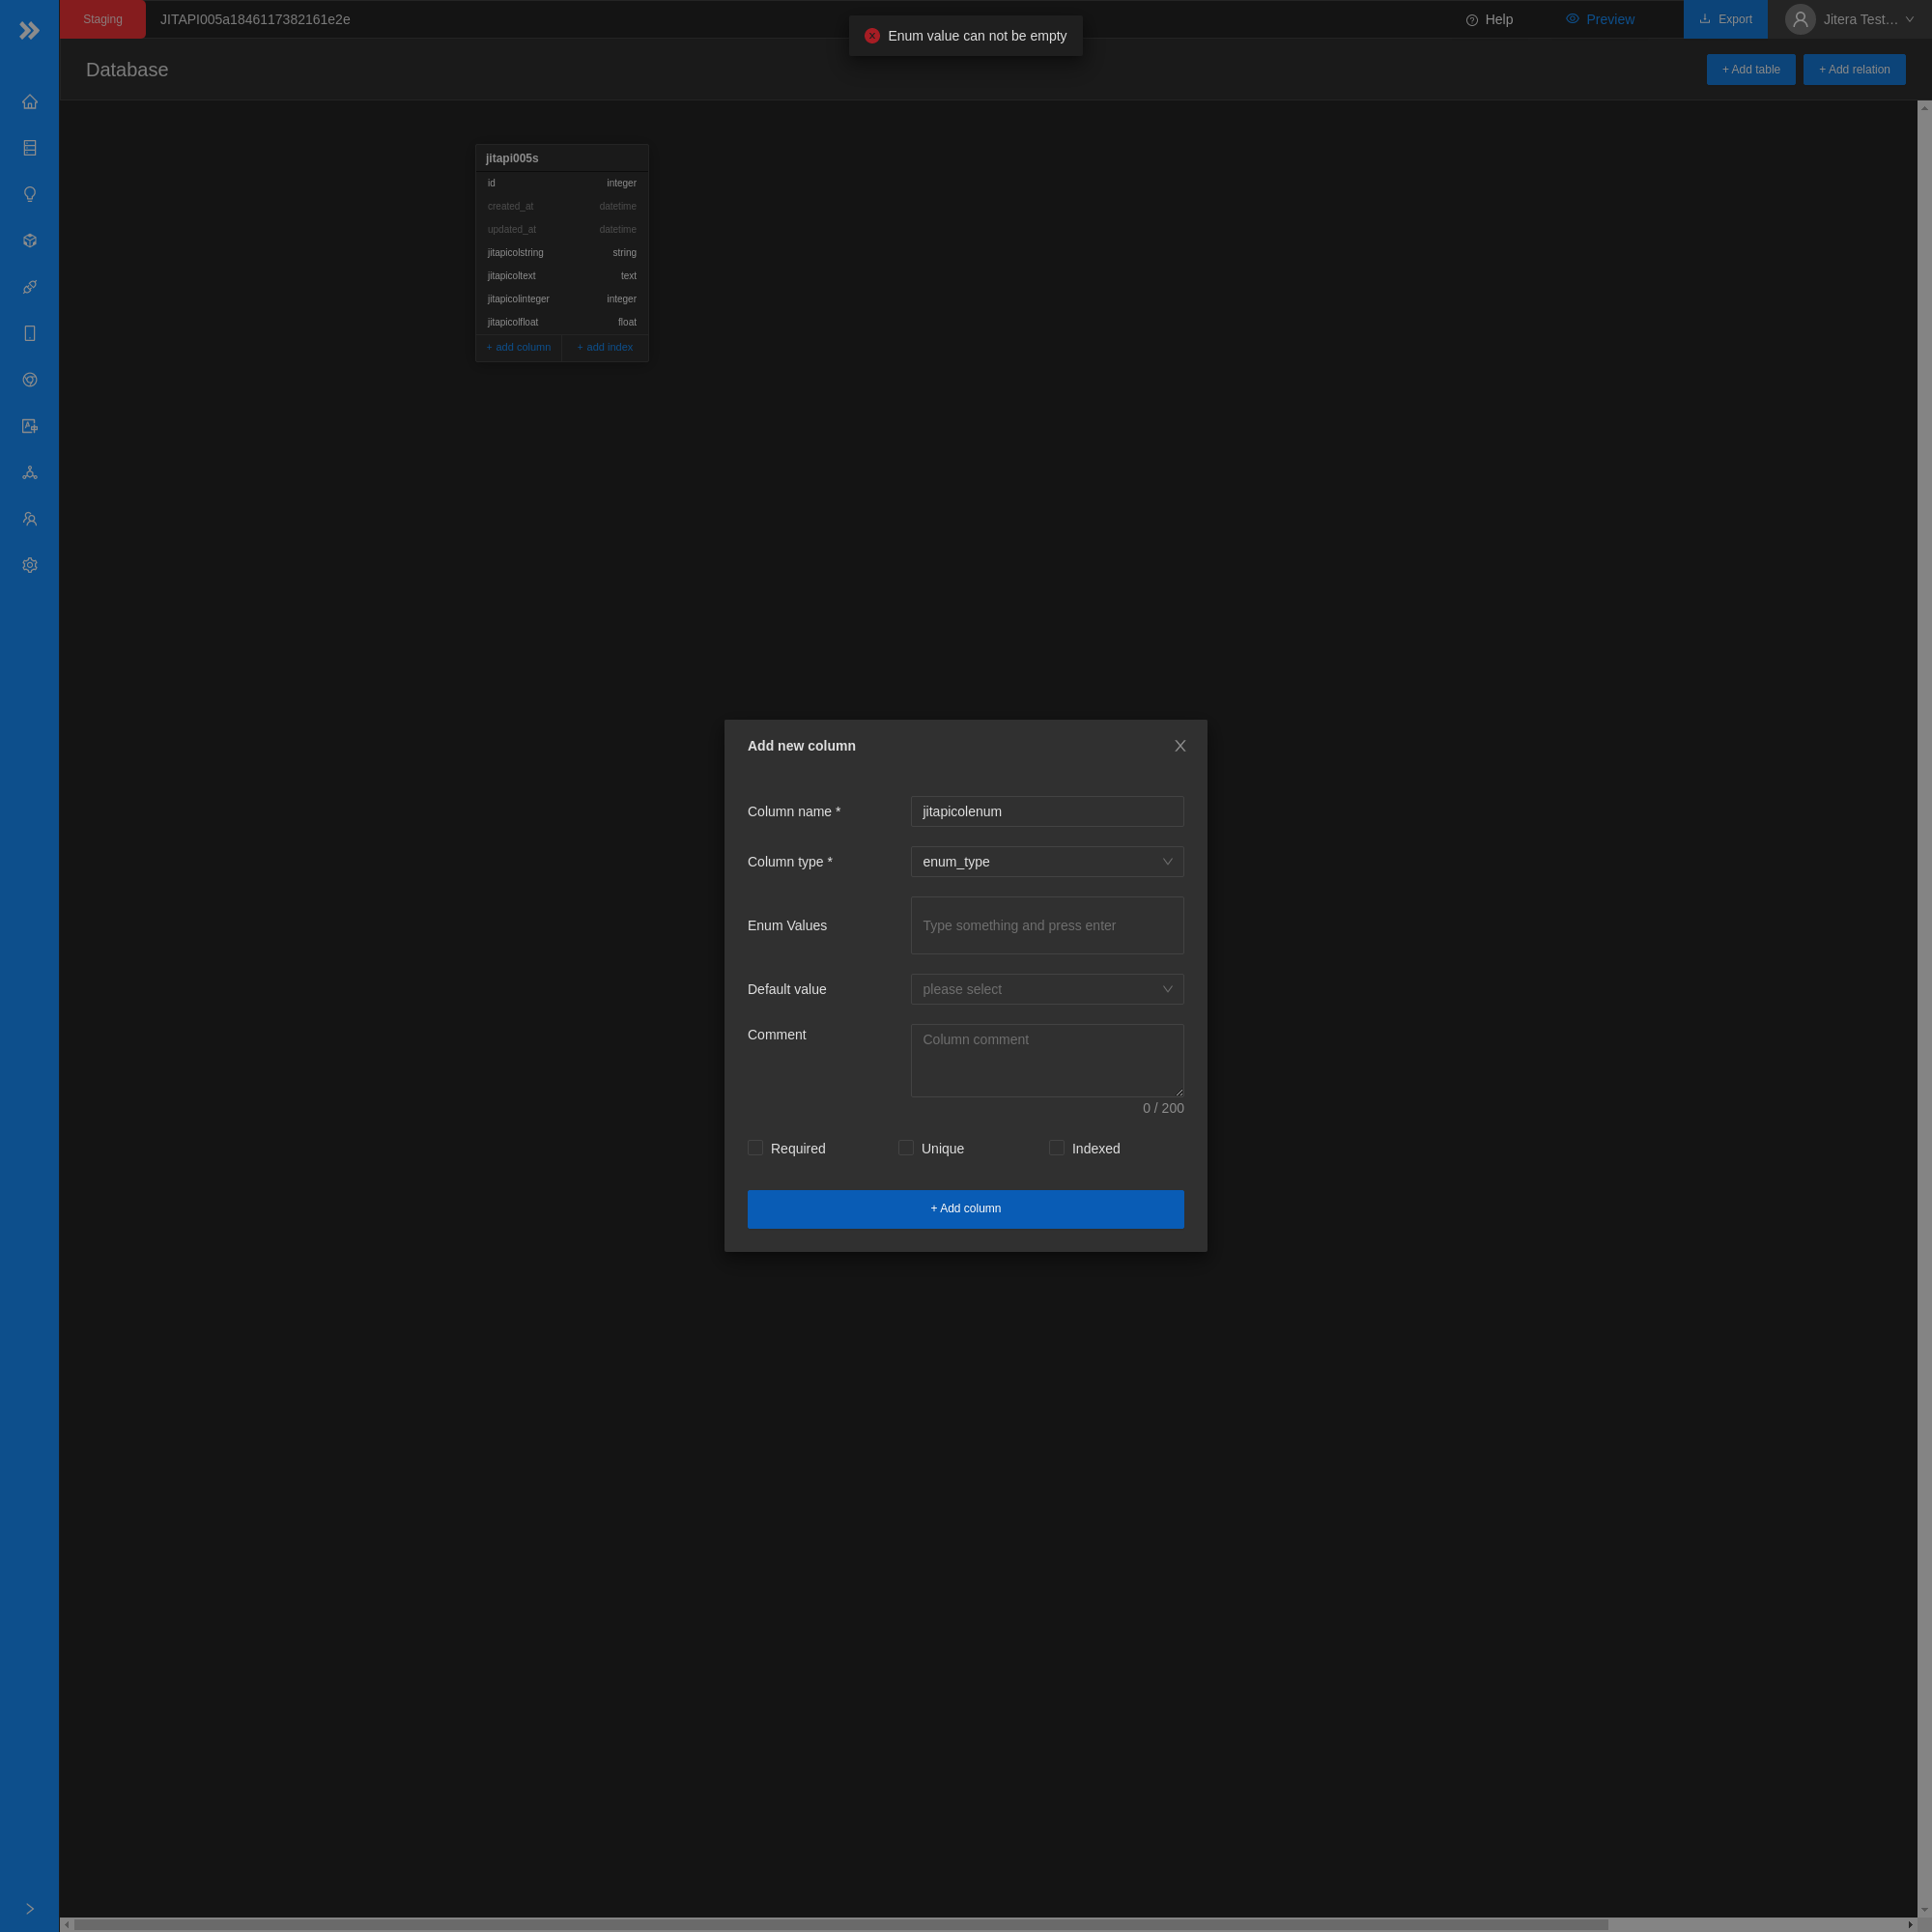 Staging
JITAPI005a1846117382161e2e
Enum value can not be empty
Help
Preview
Export
Jitera Test…
Database
+ Add table
+ Add relation
jitapi005s
id integer
created_at datetime
updated_at datetime
jitapicolstring string
jitapicoltext text
jitapicolinteger integer
jitapicolfloat float
+ add column + add index
Add new column
Column name * jitapicolenum
Column type * enum_type
Enum Values Type something and press enter
Default value please select
Comment Column comment
0 / 200
Required Unique Indexed
+ Add column